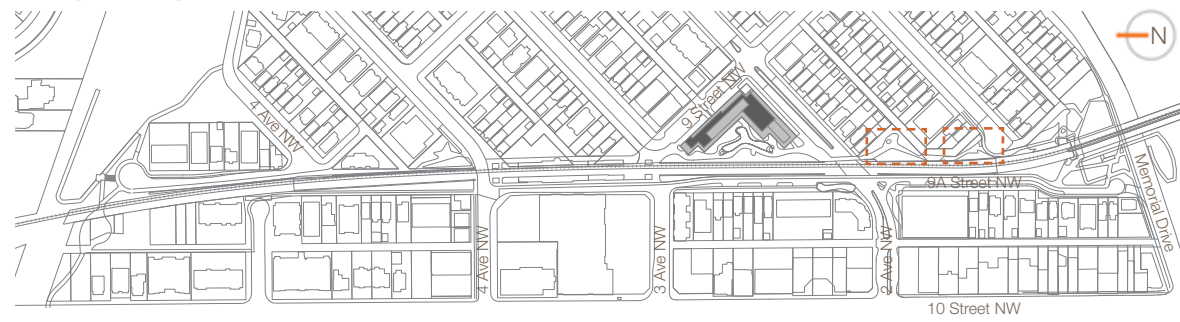 N
4 Ave NW
9 Street NW
9A Street NW
Memorial Drive
4 Ave NW
3 Ave NW
2 Ave NW
10 Street NW